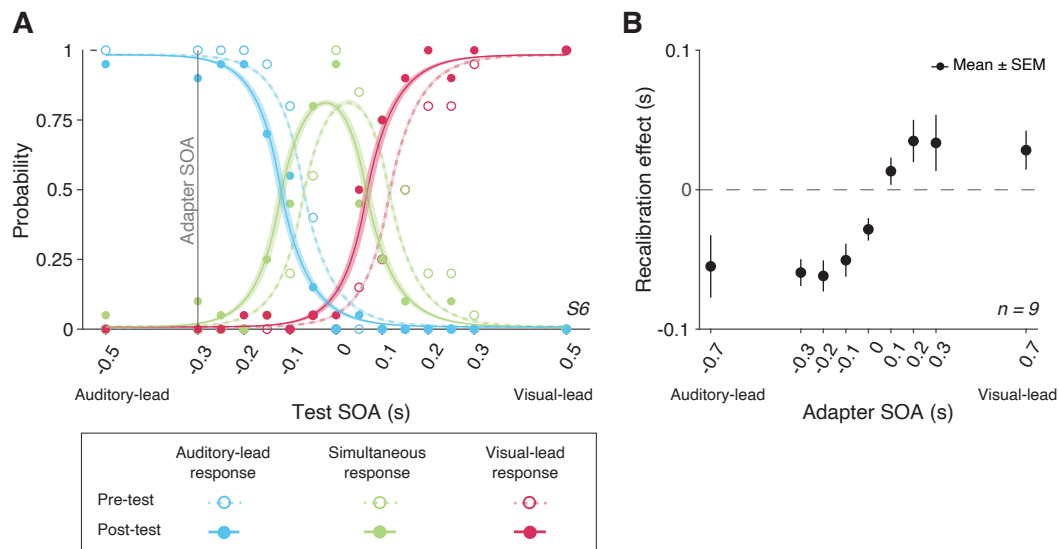 A
Probability
1
0.75
0.5
0.25
0
Adapter SOA
S6
-0.5
-0.3
-0.2
-0.1
0
0.1
0.2
0.3
0.5
Auditory-lead
Visual-lead
Test SOA (s)
Auditory-lead response
Simultaneous response
Visual-lead response
Pre-test
Post-test
B
Recalibration effect (s)
0.1
0
-0.1
Mean ± SEM
n = 9
-0.7
-0.3
-0.2
-0.1
0
0.1
0.2
0.3
0.7
Auditory-lead
Visual-lead
Adapter SOA (s)